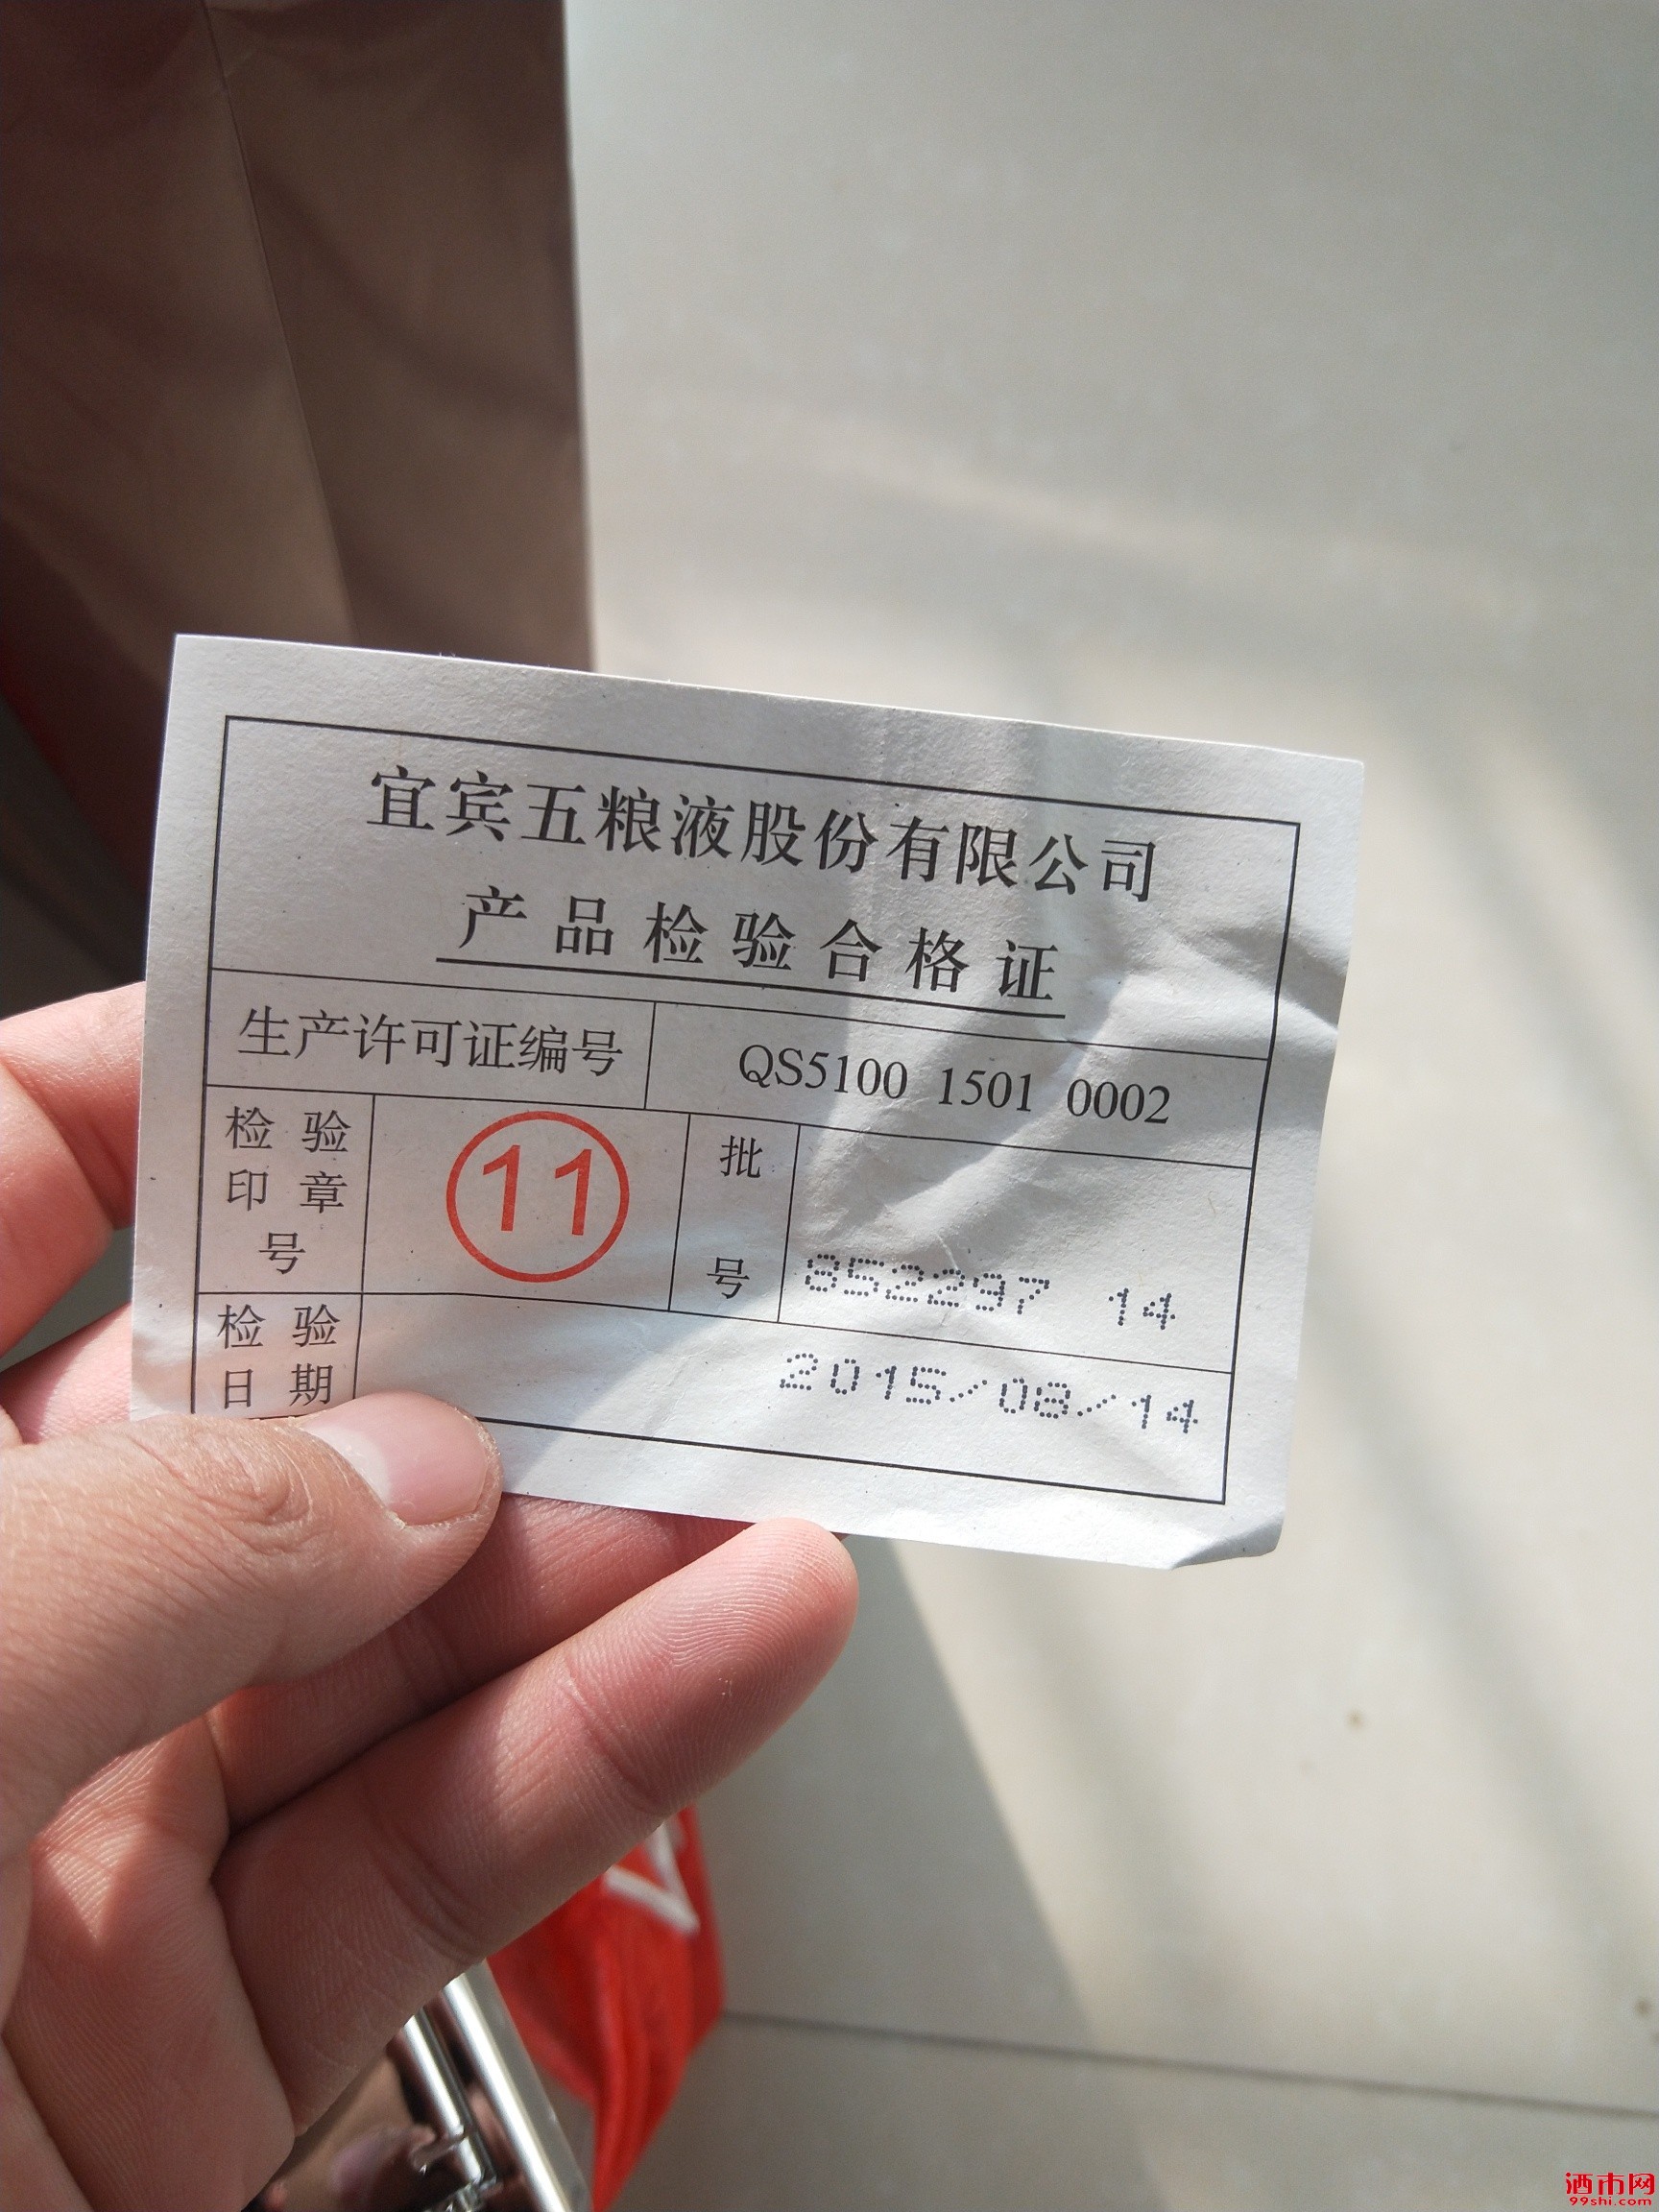 宜宾五粮液股份有限公司
产品检验合格证
生产许可证编号 QS5100 1501 0002
检验印章号 11 批号 852297 14
检验日期 2015/08/14
酒市网
99shi.com